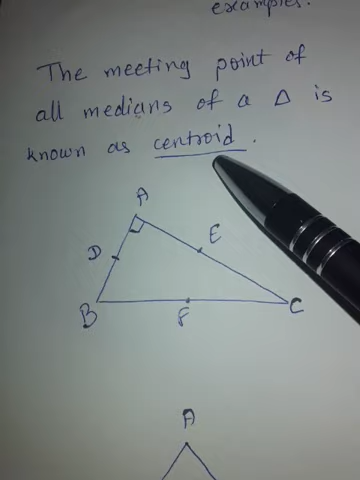 examples.
The meeting point of
all medians of a Δ is
known as centroid.
A
D
E
B
F
C
A